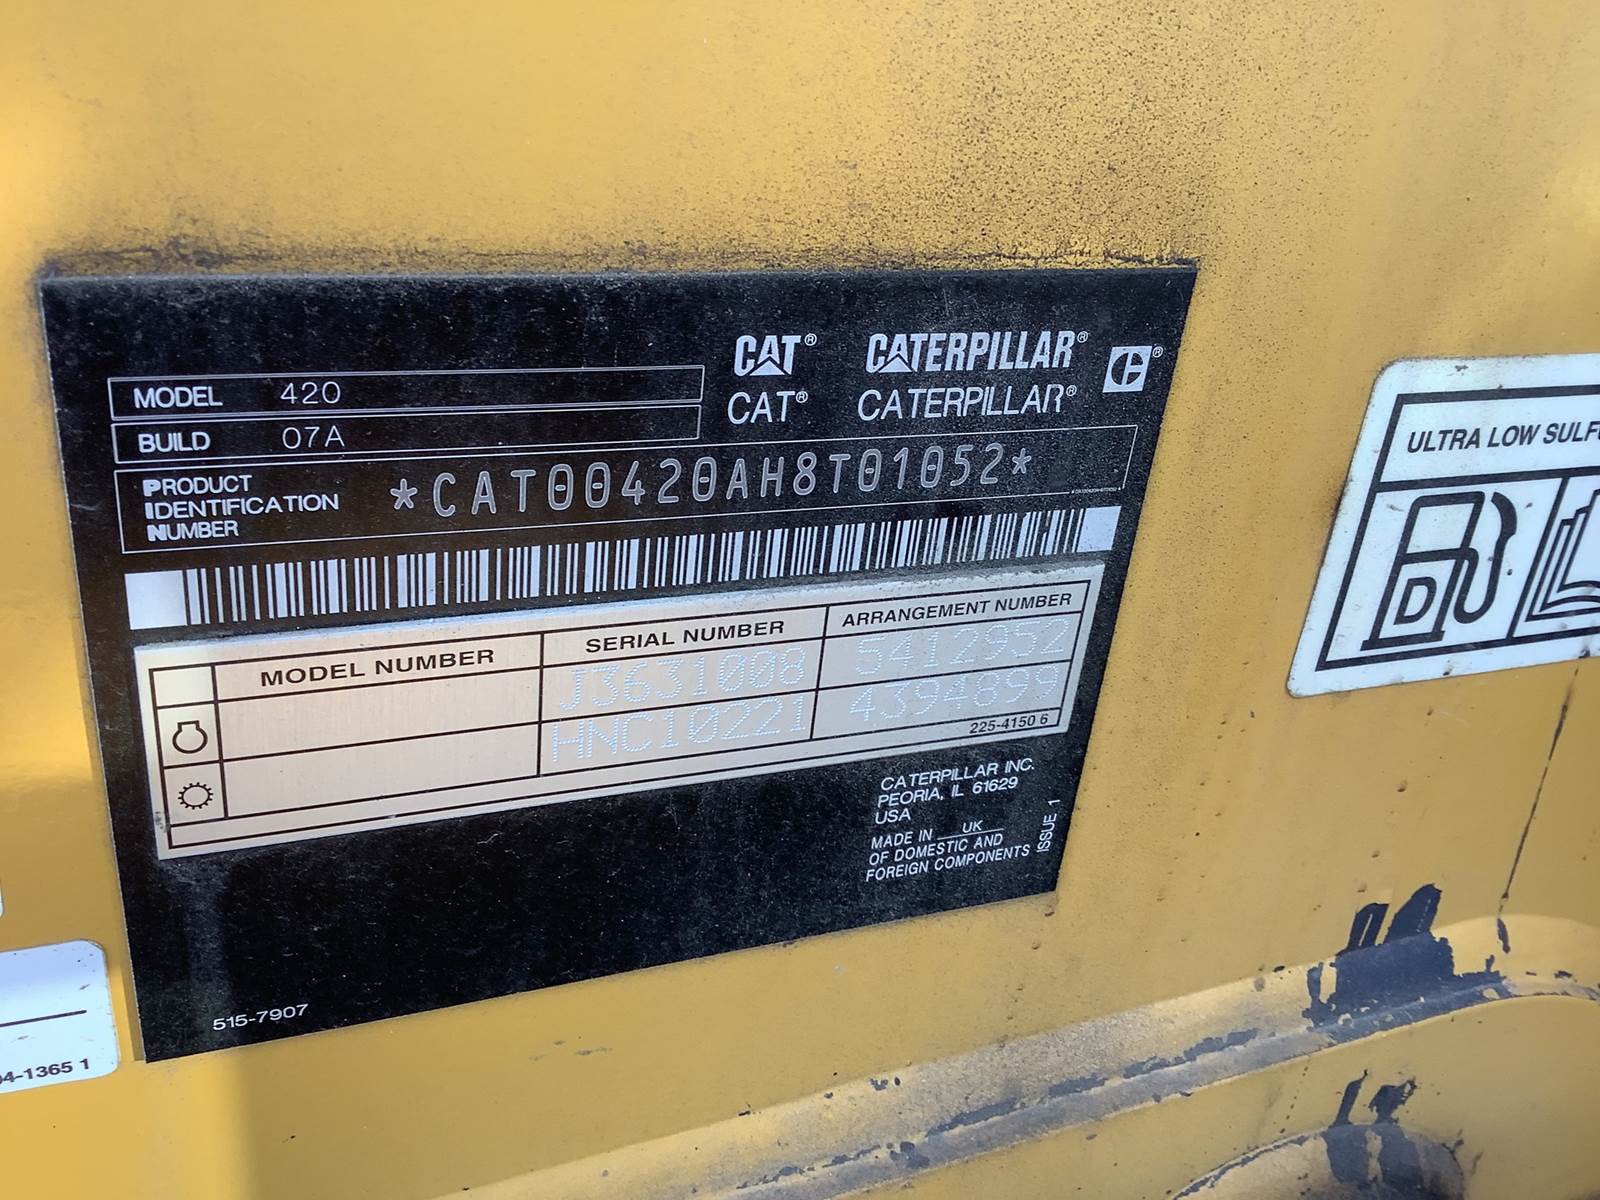 CAT® CATERPILLAR® ®
CAT® CATERPILLAR®
MODEL 420
BUILD 07A
PRODUCT
IDENTIFICATION
NUMBER
*CAT00420AH8T01052*
MODEL NUMBER SERIAL NUMBER ARRANGEMENT NUMBER
J3631008 5412952
HNC10221 4394899
225-4150 6
CATERPILLAR INC.
PEORIA, IL 61629
USA
MADE IN UK
OF DOMESTIC AND
FOREIGN COMPONENTS
ISSUE 1
515-7907
ULTRA LOW SULF
D
04-1365 1